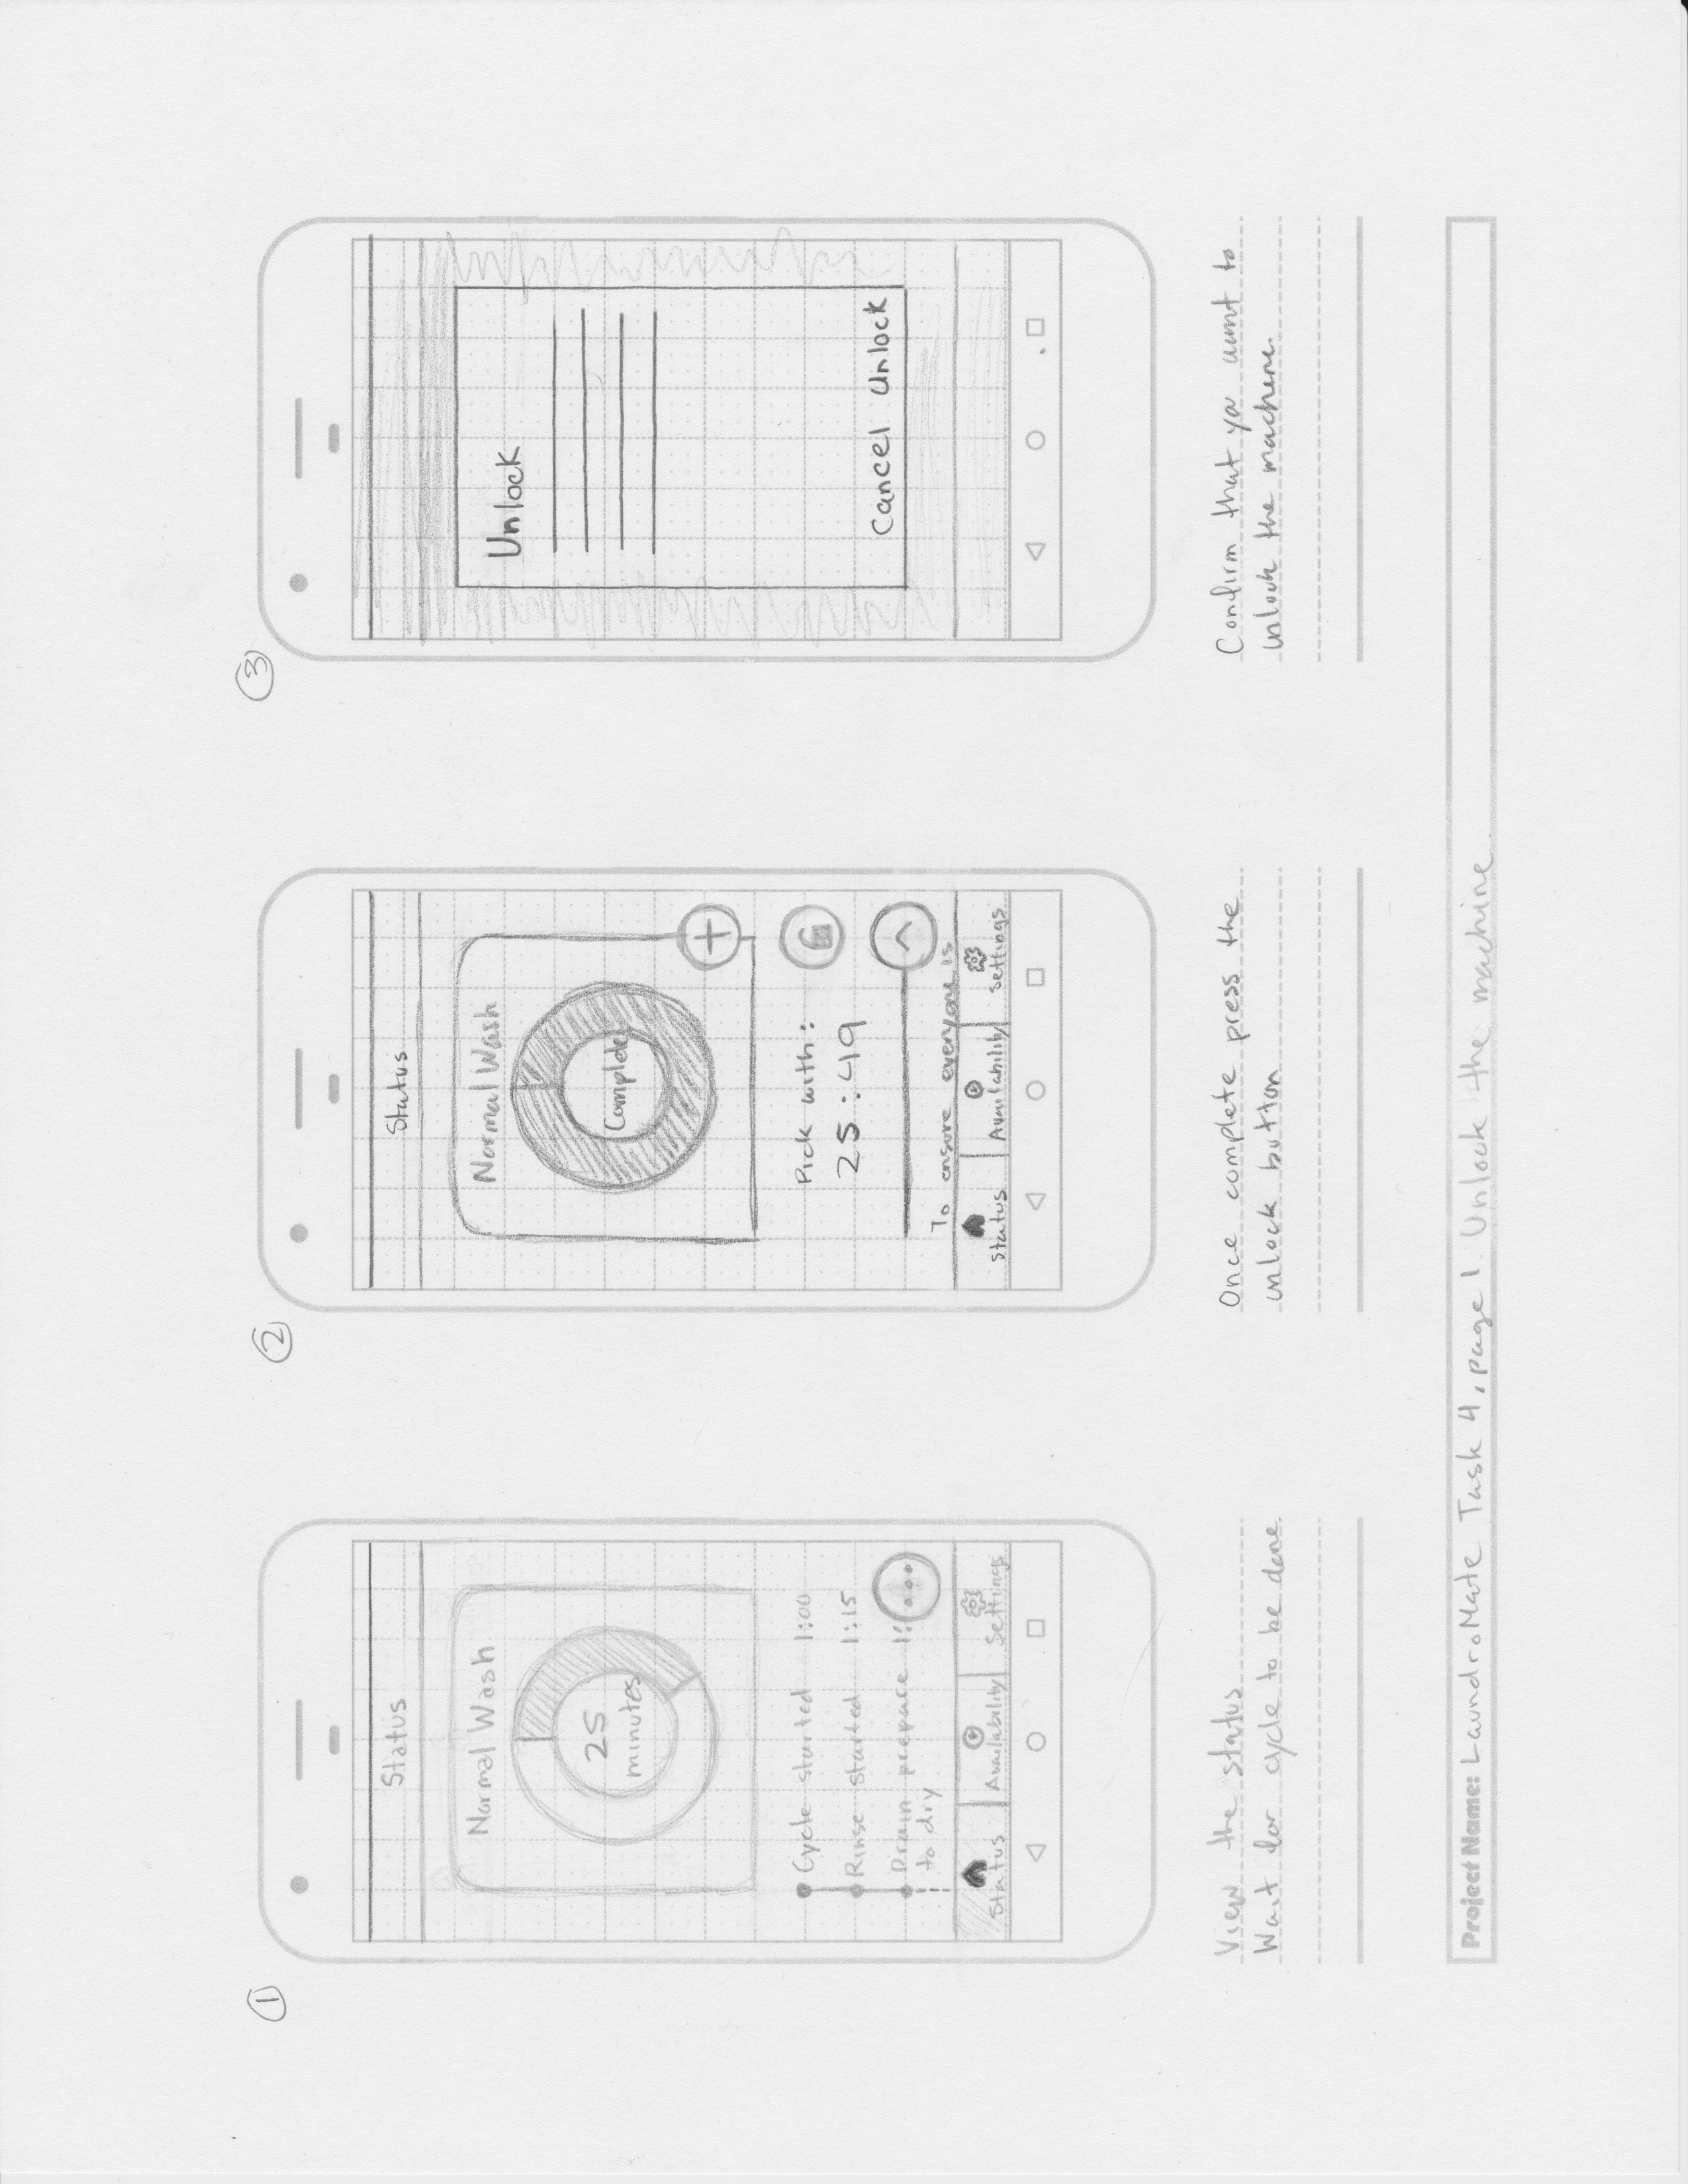 1
Status
Normal Wash
25
minutes
Cycle started 1:00
Rinse started 1:15
Drain prepare 1:
to dry
Status Availability Settings
View the status
Wait for cycle to be done.
2
Status
Normal Wash
Complete
Pick with:
25:49
To ensure everyone is
Status Availability Settings
Once complete press the
unlock button
3
Unlock
Cancel Unlock
Confirm that you want to
unlock the machine.
Project Name: LaundroMate Task 4, page 1 Unlock the machine.